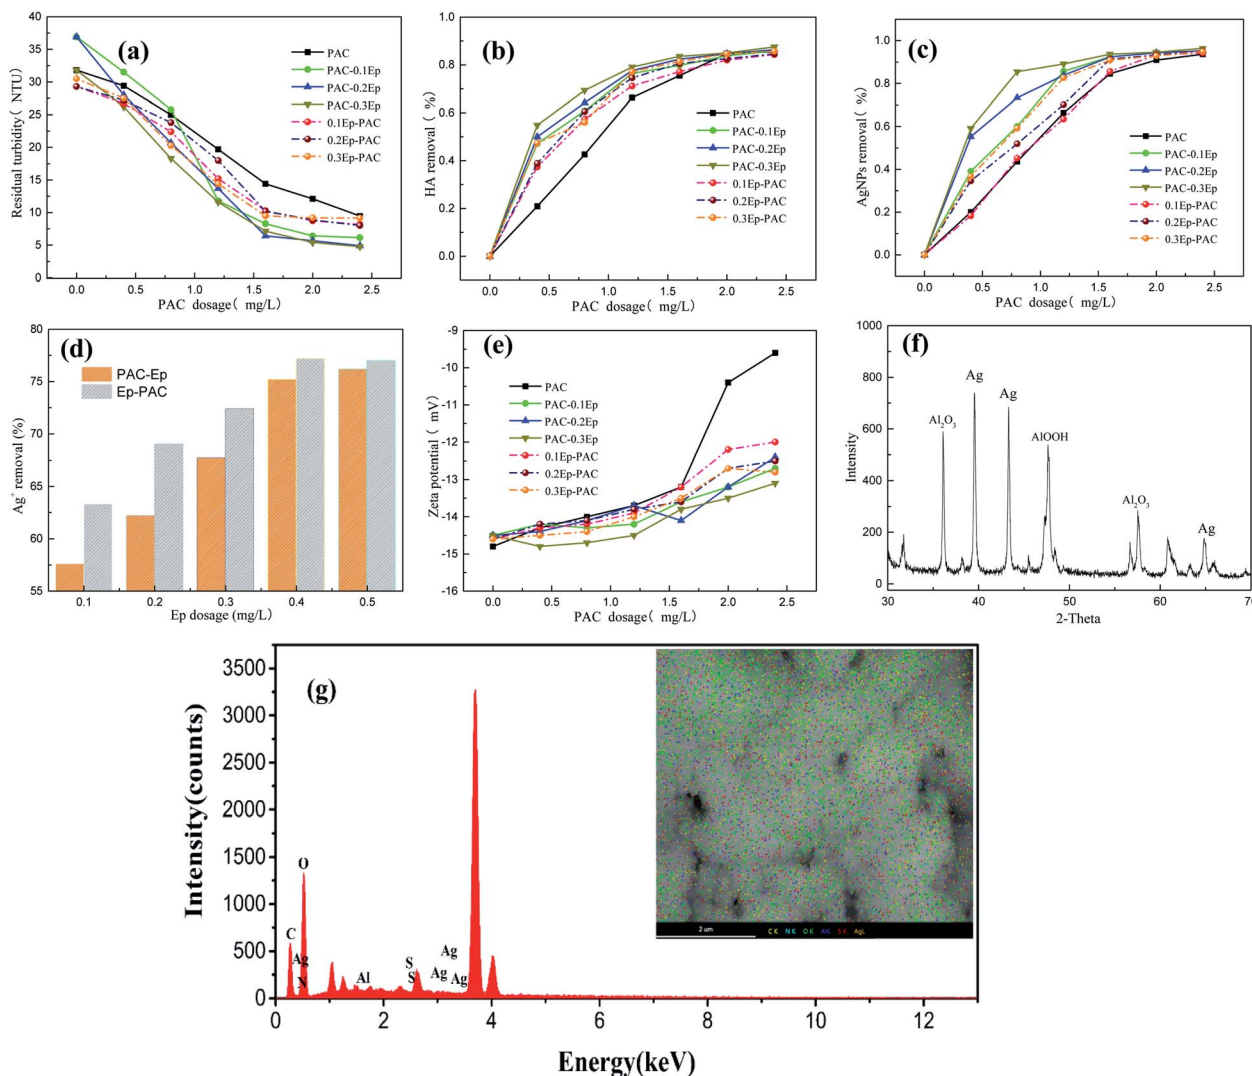 (a)
Residual turbidity( NTU)
40
35
30
25
20
15
10
5
0
0.0 0.5 1.0 1.5 2.0 2.5
PAC dosage( mg/L)
PAC
PAC-0.1Ep
PAC-0.2Ep
PAC-0.3Ep
0.1Ep-PAC
0.2Ep-PAC
0.3Ep-PAC
(b)
HA removal ( %)
1.0
0.8
0.6
0.4
0.2
0.0
0.0 0.5 1.0 1.5 2.0 2.5
PAC dosage( mg/L)
PAC
PAC-0.1Ep
PAC-0.2Ep
PAC-0.3Ep
0.1Ep-PAC
0.2Ep-PAC
0.3Ep-PAC
(c)
AgNPs removal( %)
1.0
0.8
0.6
0.4
0.2
0.0
0.0 0.5 1.0 1.5 2.0 2.5
PAC dosage( mg/L)
PAC
PAC-0.1Ep
PAC-0.2Ep
PAC-0.3Ep
0.1Ep-PAC
0.2Ep-PAC
0.3Ep-PAC
(d)
Ag⁺ removal (%)
80
75
70
65
60
55
0.1 0.2 0.3 0.4 0.5
Ep dosage (mg/L)
PAC-Ep
Ep-PAC
(e)
Zeta potential ( mV)
-9
-10
-11
-12
-13
-14
-15
-16
0.0 0.5 1.0 1.5 2.0 2.5
PAC dosage( mg/L)
PAC
PAC-0.1Ep
PAC-0.2Ep
PAC-0.3Ep
0.1Ep-PAC
0.2Ep-PAC
0.3Ep-PAC
(f)
Intensity
1000
800
600
400
200
0
30 40 50 60 70
2-Theta
Al₂O₃
Ag
Ag
AlOOH
Al₂O₃
Ag
(g)
Intensity(counts)
3500
3000
2500
2000
1500
1000
500
0
0 2 4 6 8 10 12
Energy(keV)
C
O
Ag
N
Al
S
S
Ag
Ag
Ag
2 um
C K N K O K Al K S K Ag L